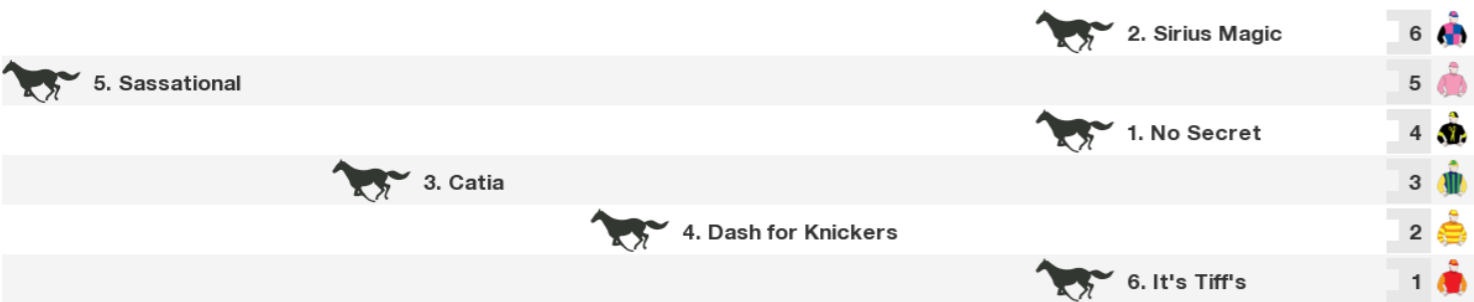 2. Sirius Magic 6
5. Sassational 5
1. No Secret 4
3. Catia 3
4. Dash for Knickers 2
6. It's Tiff's 1